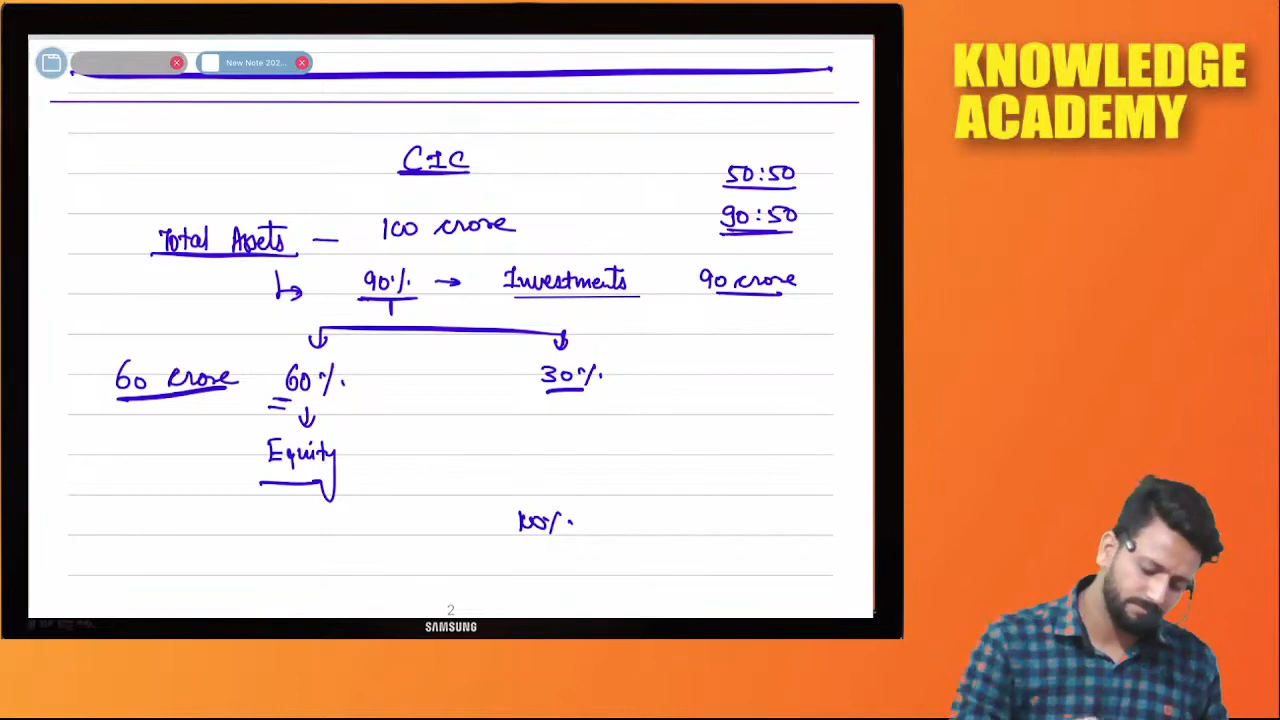 KNOWLEDGE
ACADEMY
New Note 202...
CIC
50:50
90:50
Total Assets — 100 crore
↳ 90% → Investments 90 crore
60 crore 60% 30%
Equity
100%
2
SAMSUNG